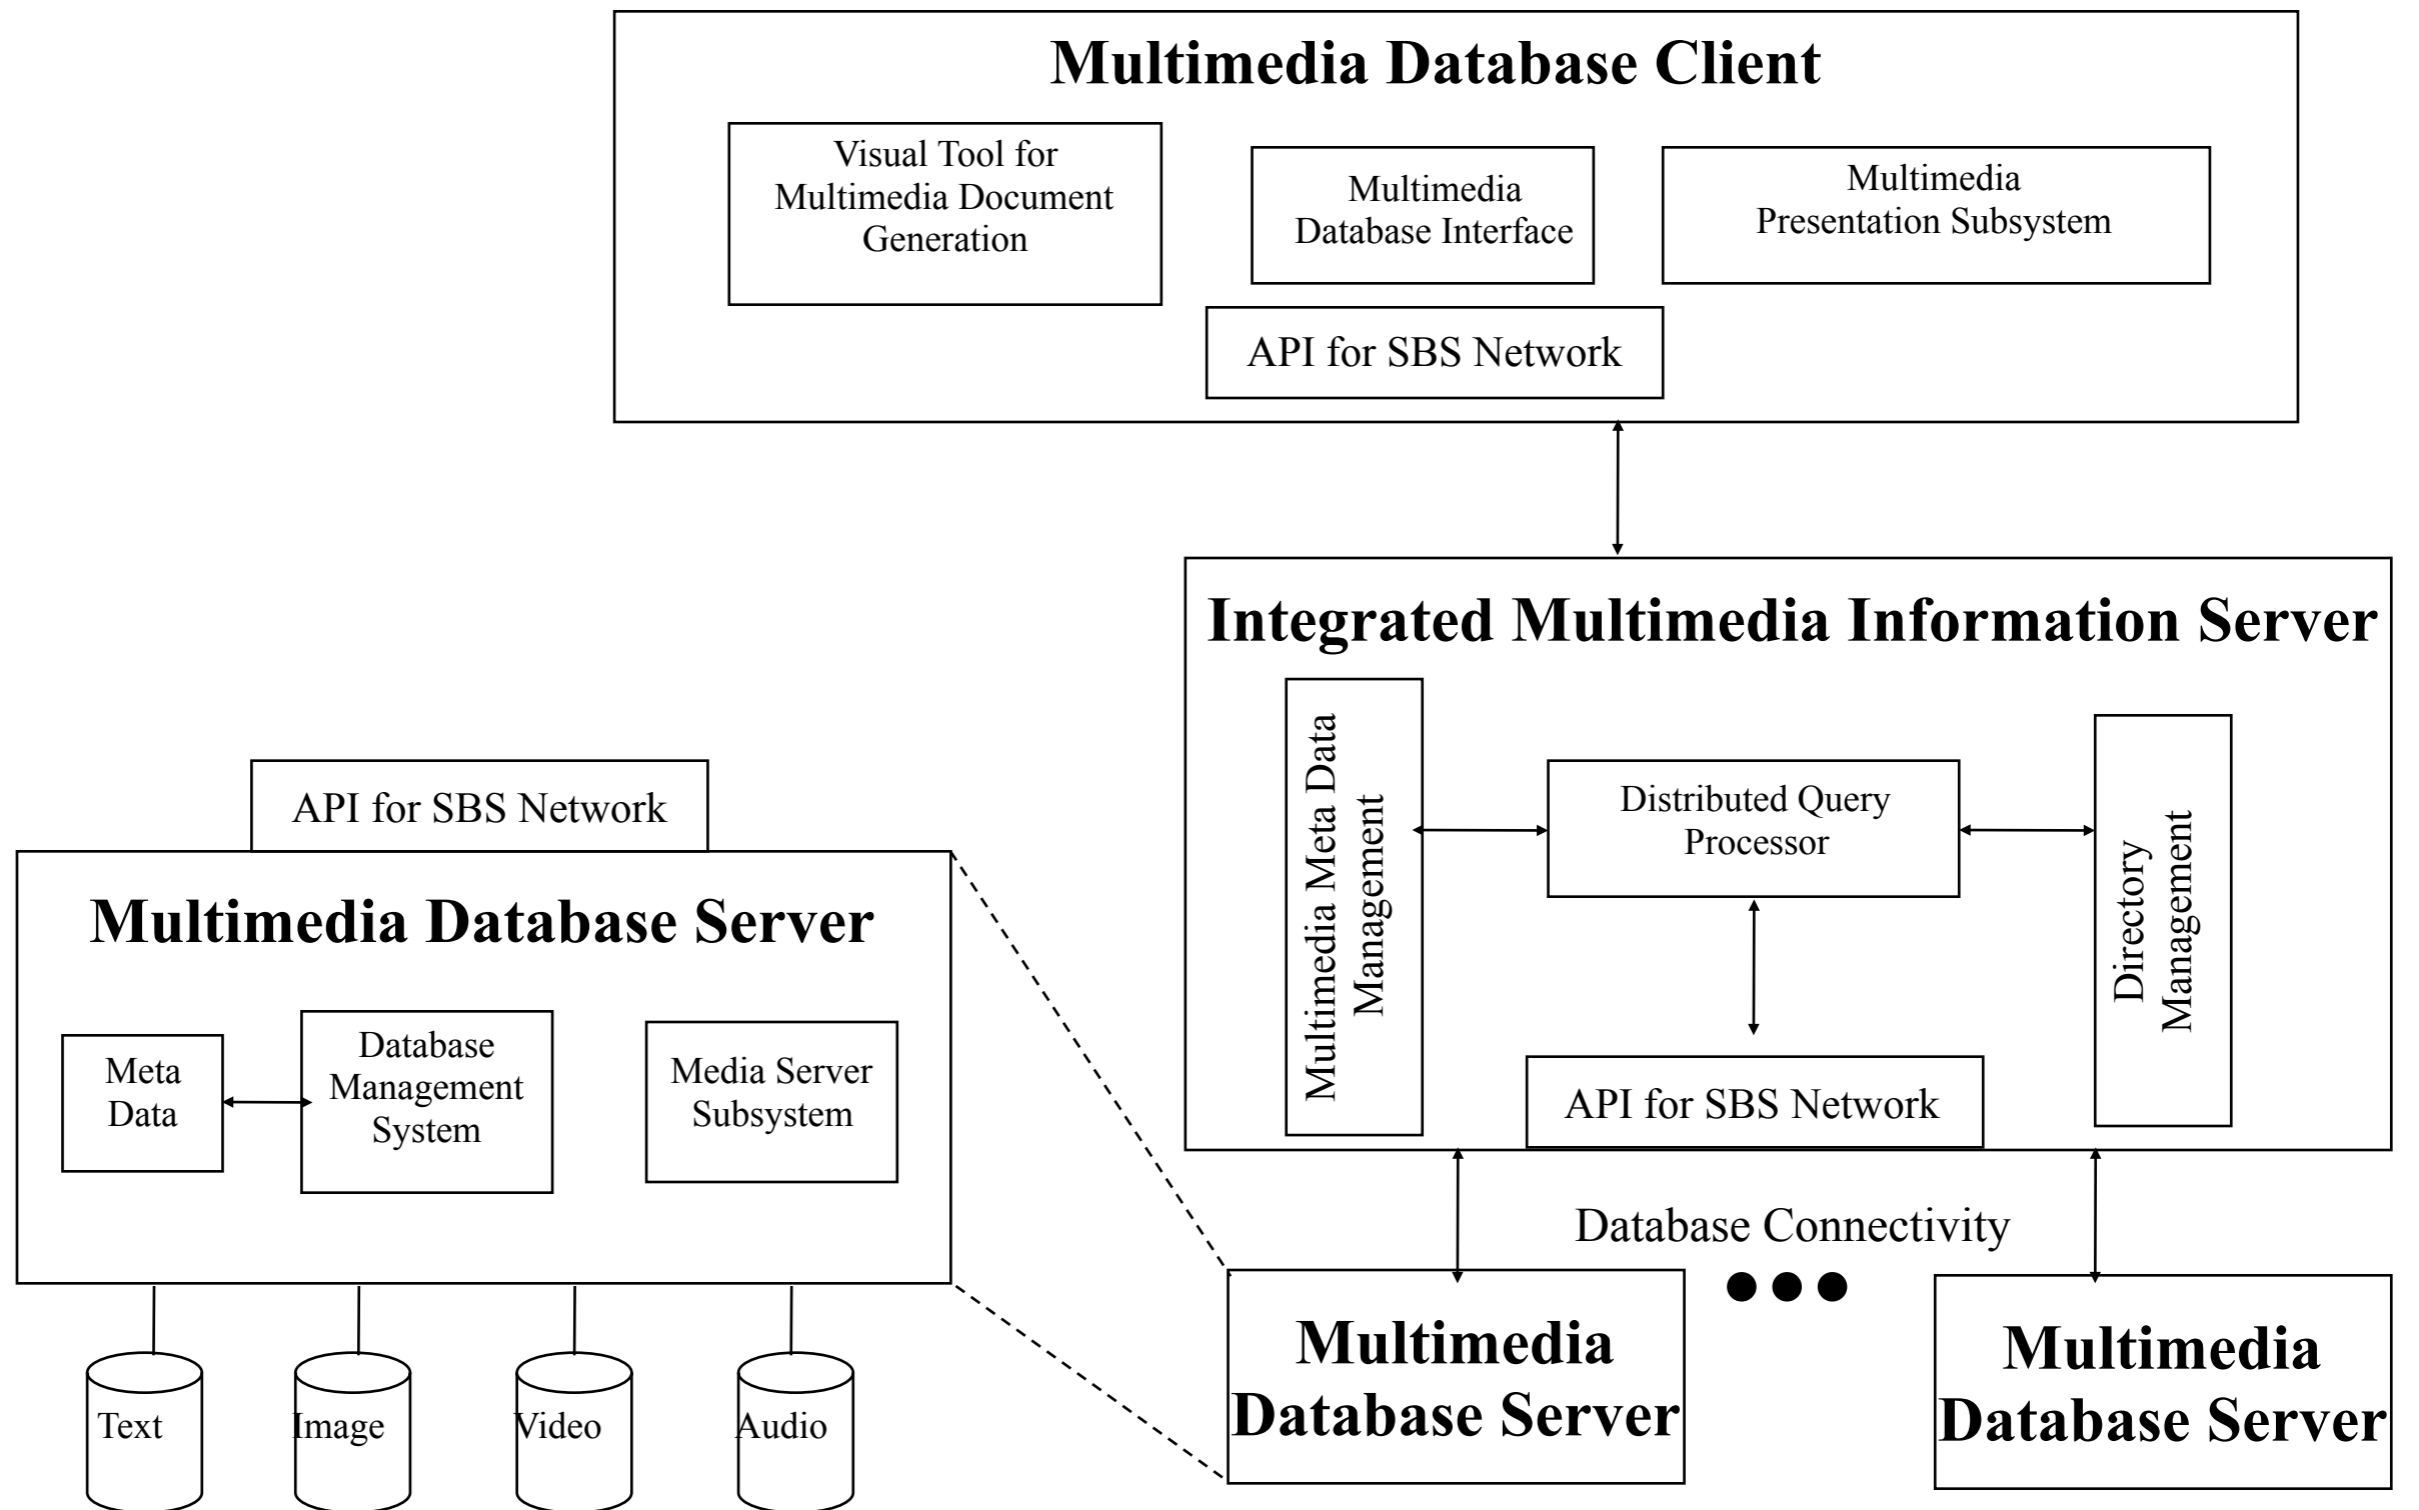 Multimedia Database Client
Visual Tool for
Multimedia Document
Generation
Multimedia
Database Interface
Multimedia
Presentation Subsystem
API for SBS Network
Integrated Multimedia Information Server
Multimedia Meta Data
Management
Distributed Query
Processor
Directory
Management
API for SBS Network
API for SBS Network
Multimedia Database Server
Meta
Data
Database
Management
System
Media Server
Subsystem
Text
Image
Video
Audio
Database Connectivity
Multimedia
Database Server
Multimedia
Database Server